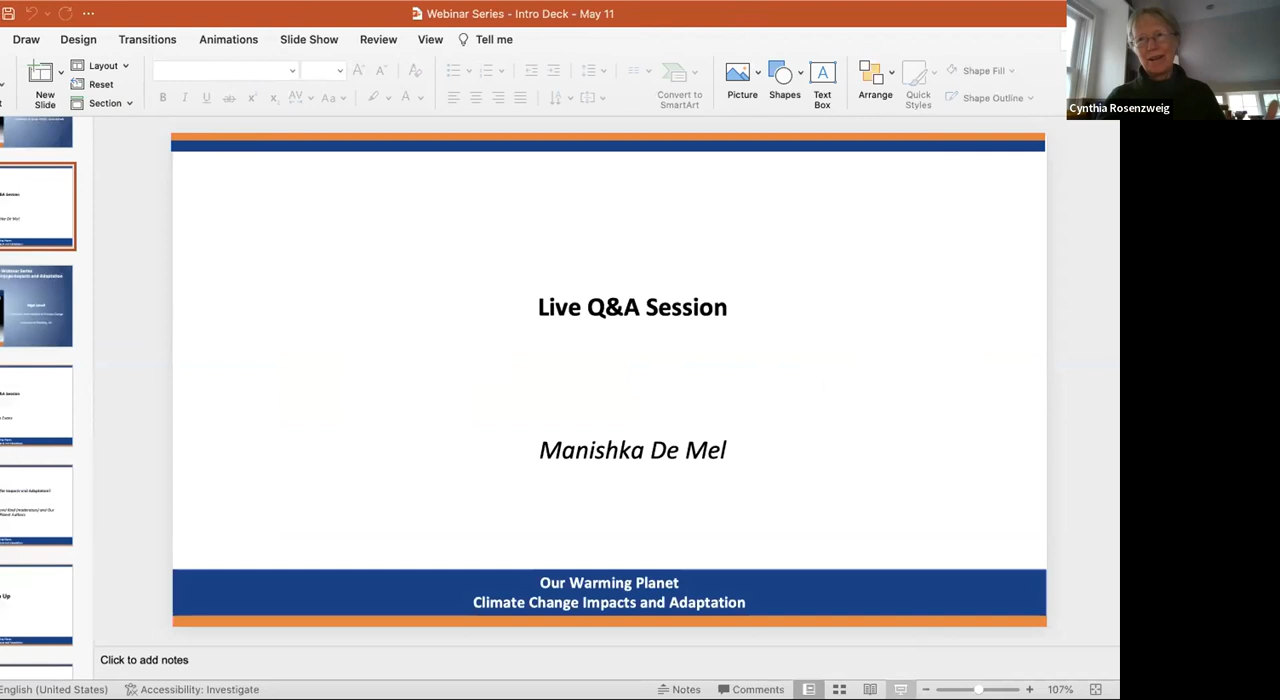 Webinar Series - Intro Deck - May 11
Draw Design Transitions Animations Slide Show Review View Tell me
New
Slide
Layout
Reset
Section
Convert to
SmartArt
Picture
Shapes
Text
Box
Arrange
Quick
Styles
Shape Fill
Shape Outline
Cynthia Rosenzweig
Live Q&A Session
Manishka De Mel
Our Warming Planet
Climate Change Impacts and Adaptation
Click to add notes
English (United States) Accessibility: Investigate Notes Comments 107%